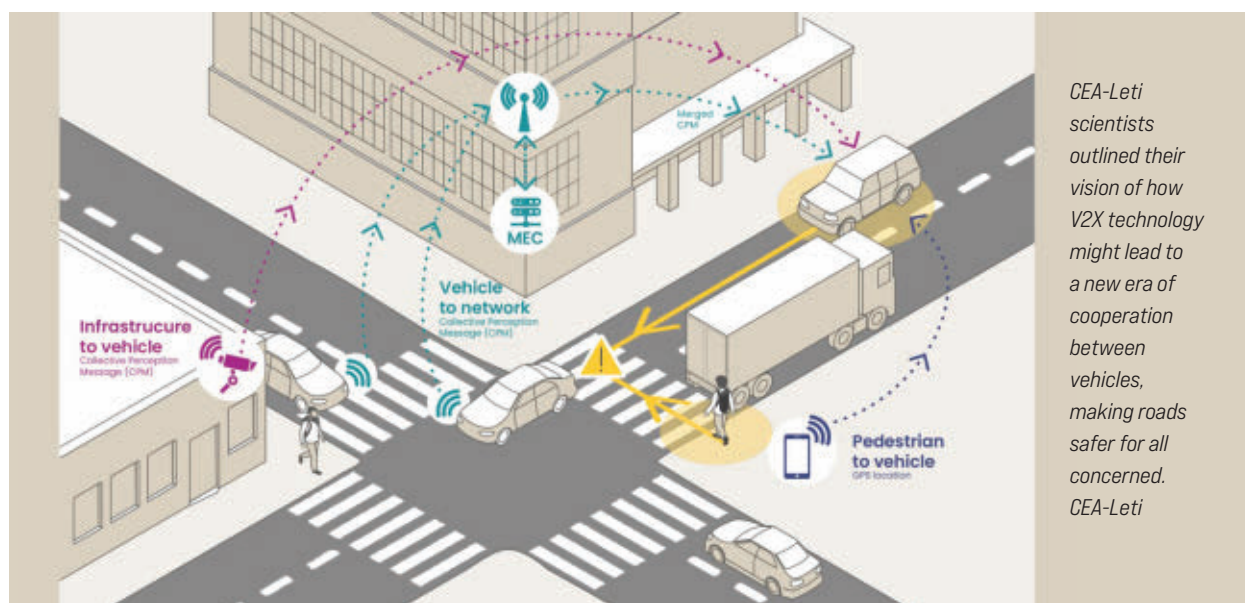 Merged
CPM
MEC
Vehicle
to network
Collective Perception
Message (CPM)
Infrastrucure
to vehicle
Collective Perception
Message (CPM)
Pedestrian
to vehicle
GPS location
CEA-Leti
scientists
outlined their
vision of how
V2X technology
might lead to
a new era of
cooperation
between
vehicles,
making roads
safer for all
concerned.
CEA-Leti